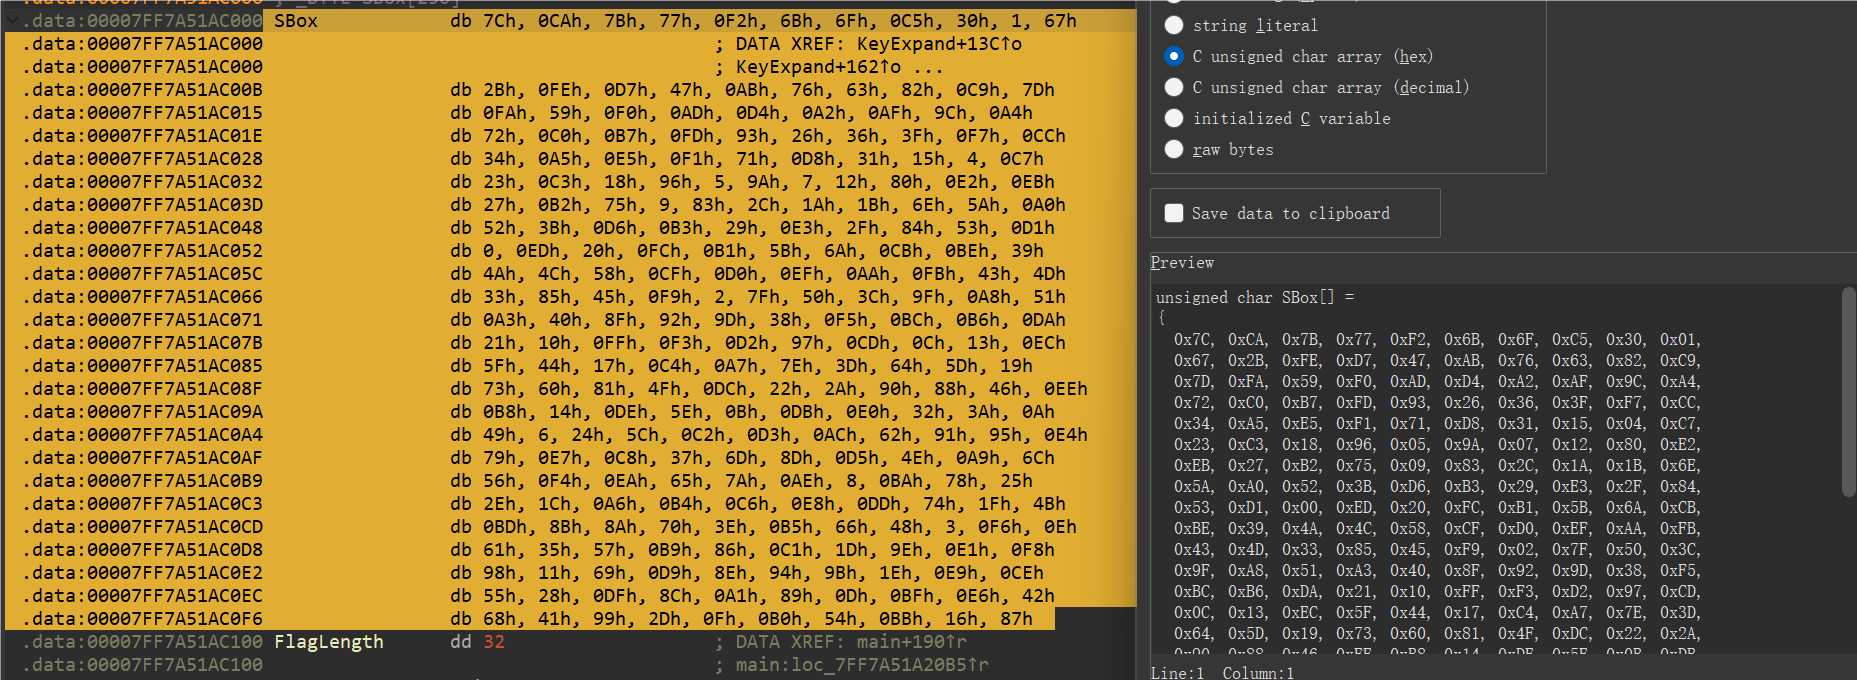 .data:00007FF7A51AC000 SBox db 7Ch, 0CAh, 7Bh, 77h, 0F2h, 6Bh, 6Fh, 0C5h, 30h, 1, 67h
.data:00007FF7A51AC000 ; DATA XREF: KeyExpand+13C↑o
.data:00007FF7A51AC000 ; KeyExpand+162↑o ...
.data:00007FF7A51AC00B db 2Bh, 0FEh, 0D7h, 47h, 0ABh, 76h, 63h, 82h, 0C9h, 7Dh
.data:00007FF7A51AC015 db 0FAh, 59h, 0F0h, 0ADh, 0D4h, 0A2h, 0AFh, 9Ch, 0A4h
.data:00007FF7A51AC01E db 72h, 0C0h, 0B7h, 0FDh, 93h, 26h, 36h, 3Fh, 0F7h, 0CCh
.data:00007FF7A51AC028 db 34h, 0A5h, 0E5h, 0F1h, 71h, 0D8h, 31h, 15h, 4, 0C7h
.data:00007FF7A51AC032 db 23h, 0C3h, 18h, 96h, 5, 9Ah, 7, 12h, 80h, 0E2h, 0EBh
.data:00007FF7A51AC03D db 27h, 0B2h, 75h, 9, 83h, 2Ch, 1Ah, 1Bh, 6Eh, 5Ah, 0A0h
.data:00007FF7A51AC048 db 52h, 3Bh, 0D6h, 0B3h, 29h, 0E3h, 2Fh, 84h, 53h, 0D1h
.data:00007FF7A51AC052 db 0, 0EDh, 20h, 0FCh, 0B1h, 5Bh, 6Ah, 0CBh, 0BEh, 39h
.data:00007FF7A51AC05C db 4Ah, 4Ch, 58h, 0CFh, 0D0h, 0EFh, 0AAh, 0FBh, 43h, 4Dh
.data:00007FF7A51AC066 db 33h, 85h, 45h, 0F9h, 2, 7Fh, 50h, 3Ch, 9Fh, 0A8h, 51h
.data:00007FF7A51AC071 db 0A3h, 40h, 8Fh, 92h, 9Dh, 38h, 0F5h, 0BCh, 0B6h, 0DAh
.data:00007FF7A51AC07B db 21h, 10h, 0FFh, 0F3h, 0D2h, 97h, 0CDh, 0Ch, 13h, 0ECh
.data:00007FF7A51AC085 db 5Fh, 44h, 17h, 0C4h, 0A7h, 7Eh, 3Dh, 64h, 5Dh, 19h
.data:00007FF7A51AC08F db 73h, 60h, 81h, 4Fh, 0DCh, 22h, 2Ah, 90h, 88h, 46h, 0EEh
.data:00007FF7A51AC09A db 0B8h, 14h, 0DEh, 5Eh, 0Bh, 0DBh, 0E0h, 32h, 3Ah, 0Ah
.data:00007FF7A51AC0A4 db 49h, 6, 24h, 5Ch, 0C2h, 0D3h, 0ACh, 62h, 91h, 95h, 0E4h
.data:00007FF7A51AC0AF db 79h, 0E7h, 0C8h, 37h, 6Dh, 8Dh, 0D5h, 4Eh, 0A9h, 6Ch
.data:00007FF7A51AC0B9 db 56h, 0F4h, 0EAh, 65h, 7Ah, 0AEh, 8, 0BAh, 78h, 25h
.data:00007FF7A51AC0C3 db 2Eh, 1Ch, 0A6h, 0B4h, 0C6h, 0E8h, 0DDh, 74h, 1Fh, 4Bh
.data:00007FF7A51AC0CD db 0BDh, 8Bh, 8Ah, 70h, 3Eh, 0B5h, 66h, 48h, 3, 0F6h, 0Eh
.data:00007FF7A51AC0D8 db 61h, 35h, 57h, 0B9h, 86h, 0C1h, 1Dh, 9Eh, 0E1h, 0F8h
.data:00007FF7A51AC0E2 db 98h, 11h, 69h, 0D9h, 8Eh, 94h, 9Bh, 1Eh, 0E9h, 0CEh
.data:00007FF7A51AC0EC db 55h, 28h, 0DFh, 8Ch, 0A1h, 89h, 0Dh, 0BFh, 0E6h, 42h
.data:00007FF7A51AC0F6 db 68h, 41h, 99h, 2Dh, 0Fh, 0B0h, 54h, 0BBh, 16h, 87h
.data:00007FF7A51AC100 FlagLength dd 32 ; DATA XREF: main+190↑r
.data:00007FF7A51AC100 ; main:loc_7FF7A51A20B5↑r
string literal
C unsigned char array (hex)
C unsigned char array (decimal)
initialized C variable
raw bytes
Save data to clipboard
Preview
unsigned char SBox[] =
{
0x7C, 0xCA, 0x7B, 0x77, 0xF2, 0x6B, 0x6F, 0xC5, 0x30, 0x01,
0x67, 0x2B, 0xFE, 0xD7, 0x47, 0xAB, 0x76, 0x63, 0x82, 0xC9,
0x7D, 0xFA, 0x59, 0xF0, 0xAD, 0xD4, 0xA2, 0xAF, 0x9C, 0xA4,
0x72, 0xC0, 0xB7, 0xFD, 0x93, 0x26, 0x36, 0x3F, 0xF7, 0xCC,
0x34, 0xA5, 0xE5, 0xF1, 0x71, 0xD8, 0x31, 0x15, 0x04, 0xC7,
0x23, 0xC3, 0x18, 0x96, 0x05, 0x9A, 0x07, 0x12, 0x80, 0xE2,
0xEB, 0x27, 0xB2, 0x75, 0x09, 0x83, 0x2C, 0x1A, 0x1B, 0x6E,
0x5A, 0xA0, 0x52, 0x3B, 0xD6, 0xB3, 0x29, 0xE3, 0x2F, 0x84,
0x53, 0xD1, 0x00, 0xED, 0x20, 0xFC, 0xB1, 0x5B, 0x6A, 0xCB,
0xBE, 0x39, 0x4A, 0x4C, 0x58, 0xCF, 0xD0, 0xEF, 0xAA, 0xFB,
0x43, 0x4D, 0x33, 0x85, 0x45, 0xF9, 0x02, 0x7F, 0x50, 0x3C,
0x9F, 0xA8, 0x51, 0xA3, 0x40, 0x8F, 0x92, 0x9D, 0x38, 0xF5,
0xBC, 0xB6, 0xDA, 0x21, 0x10, 0xFF, 0xF3, 0xD2, 0x97, 0xCD,
0x0C, 0x13, 0xEC, 0x5F, 0x44, 0x17, 0xC4, 0xA7, 0x7E, 0x3D,
0x64, 0x5D, 0x19, 0x73, 0x60, 0x81, 0x4F, 0xDC, 0x22, 0x2A,
Line:1 Column:1